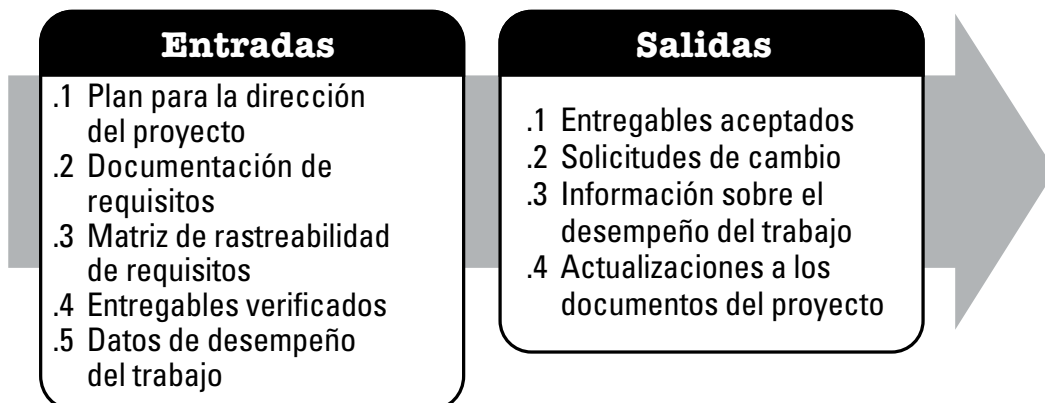 Entradas
.1 Plan para la dirección
del proyecto
.2 Documentación de
requisitos
.3 Matriz de rastreabilidad
de requisitos
.4 Entregables verificados
.5 Datos de desempeño
del trabajo
Salidas
.1 Entregables aceptados
.2 Solicitudes de cambio
.3 Información sobre el
desempeño del trabajo
.4 Actualizaciones a los
documentos del proyecto